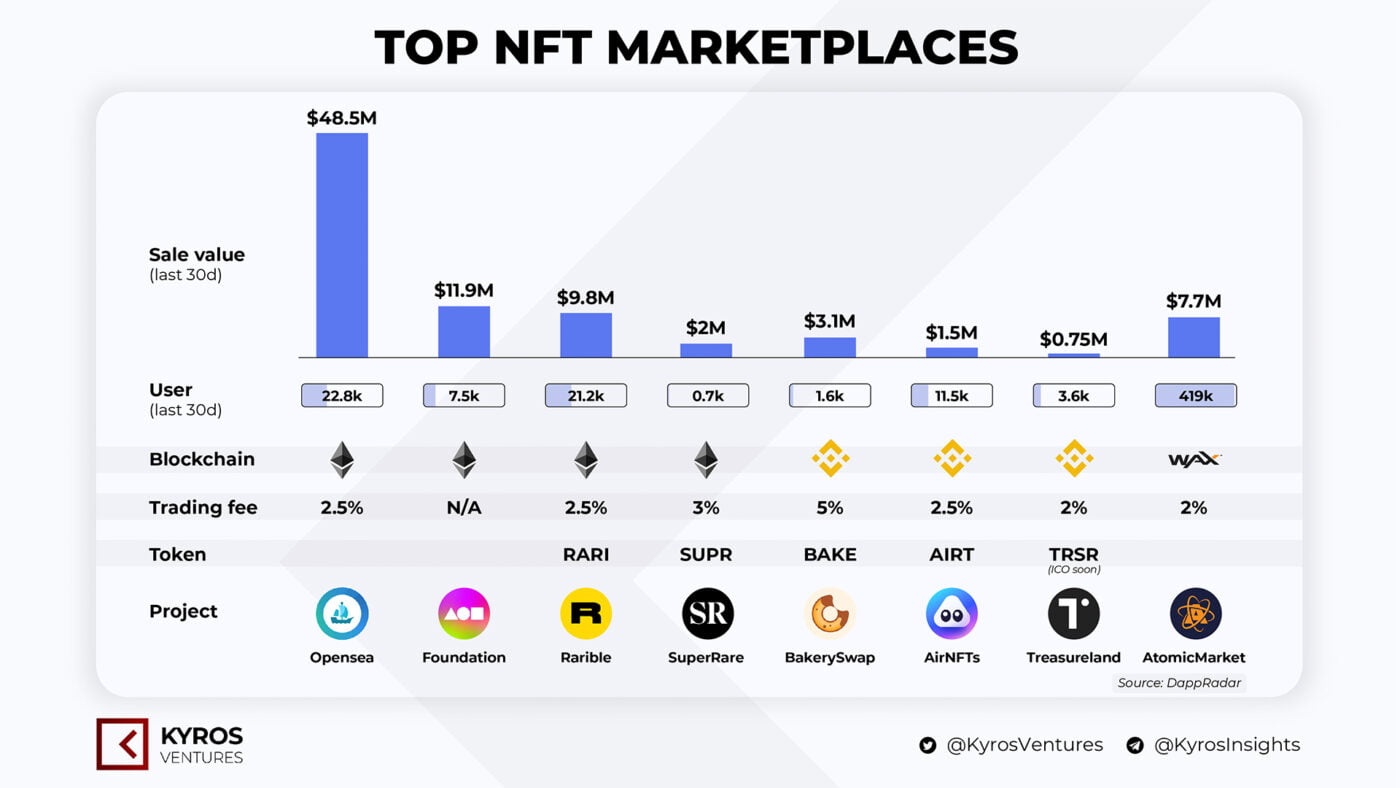 TOP NFT MARKETPLACES
$48.5M
$11.9M
$9.8M
$2M
$3.1M
$1.5M
$0.75M
$7.7M
Sale value
(last 30d)
User
(last 30d)
22.8k 7.5k 21.2k 0.7k 1.6k 11.5k 3.6k 419k
Blockchain
WAX
Trading fee 2.5% N/A 2.5% 3% 5% 2.5% 2% 2%
Token RARI SUPR BAKE AIRT TRSR
(ICO soon)
Project
R SR T
Opensea Foundation Rarible SuperRare BakerySwap AirNFTs Treasureland AtomicMarket
Source: DappRadar
KYROS
VENTURES
@KyrosVentures @KyrosInsights